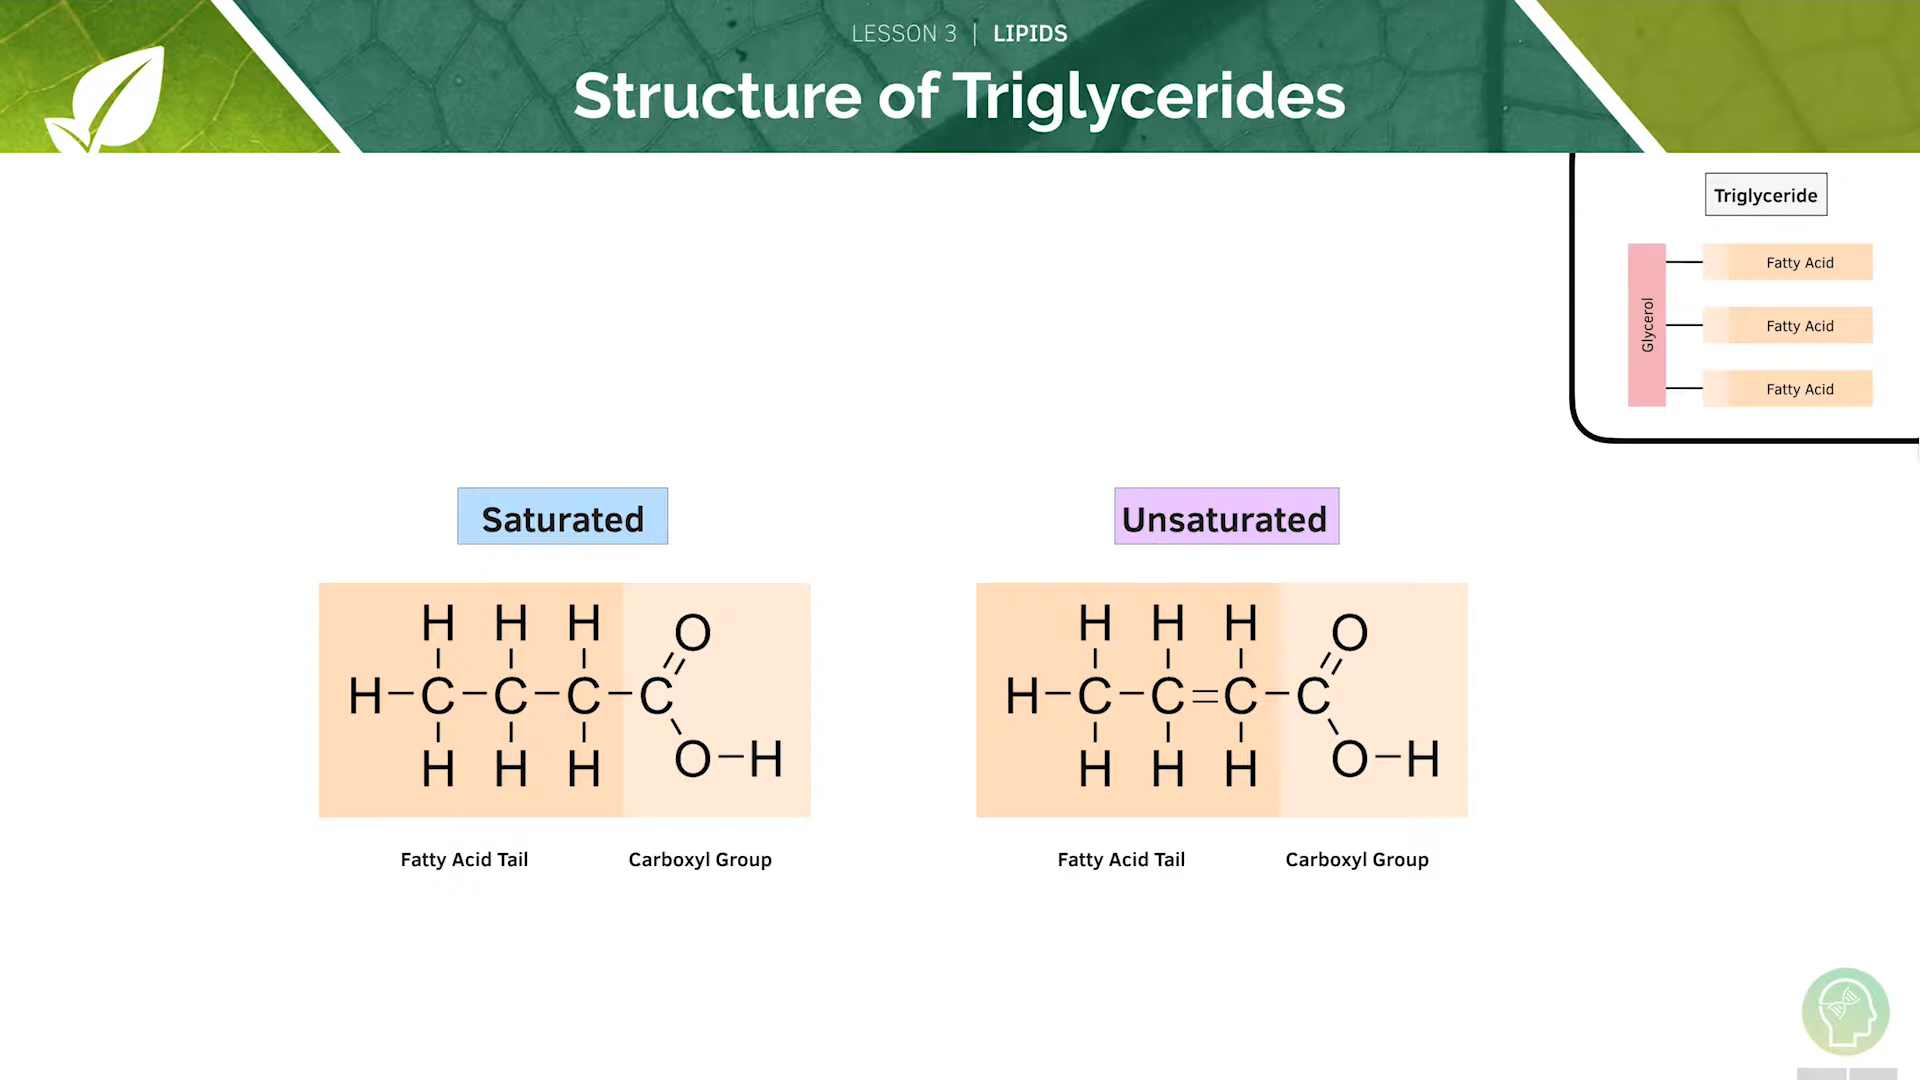 LESSON 3 | LIPIDS
Structure of Triglycerides
Triglyceride
Glycerol
Fatty Acid
Fatty Acid
Fatty Acid
Saturated
H H H O
H–C–C–C–C
H H H O–H
Fatty Acid Tail
Carboxyl Group
Unsaturated
H H H O
H–C–C=C–C
H H H O–H
Fatty Acid Tail
Carboxyl Group